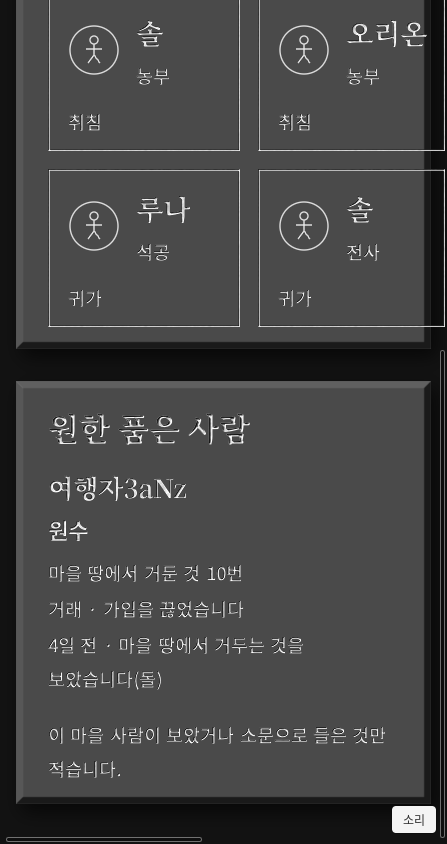 솔
농부
취침
오리온
농부
취침
루나
석공
귀가
솔
전사
귀가
원한 품은 사람
여행자3aNz
원수
마을 땅에서 거둔 것 10번
거래 · 가입을 끊었습니다
4일 전 · 마을 땅에서 거두는 것을
보았습니다(돌)
이 마을 사람이 보았거나 소문으로 들은 것만
적습니다.
소리